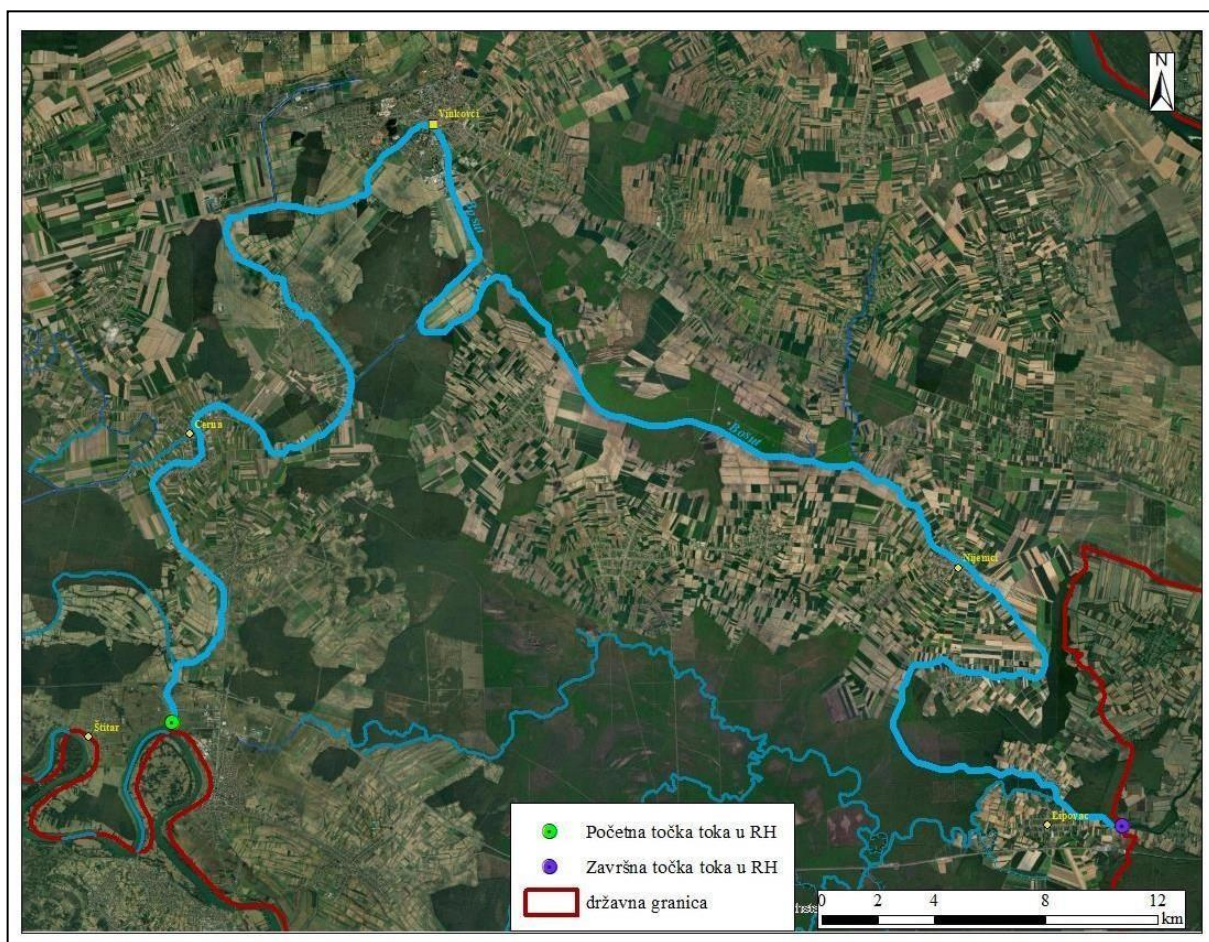 N
Vinkovci
Bosut
Cerna
Bosut
Nijemci
Štitar
Lipovac
Početna točka toka u RH
Završna točka toka u RH
državna granica
0 2 4 8 12
km